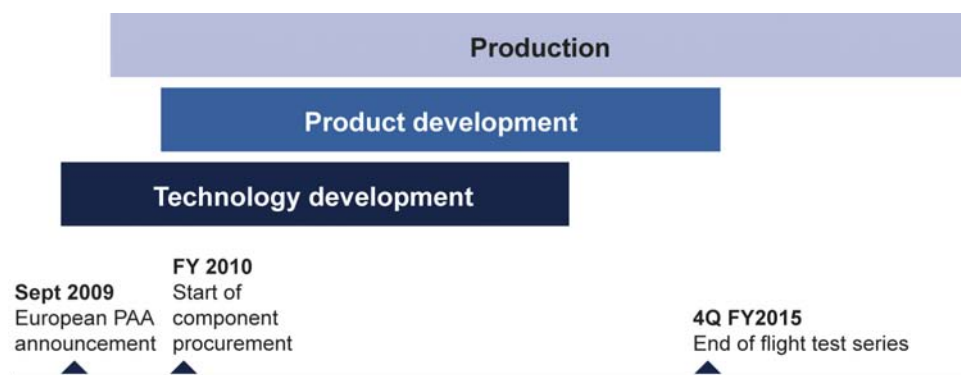 Production
Product development
Technology development
Sept 2009
European PAA
announcement
FY 2010
Start of
component
procurement
4Q FY2015
End of flight test series